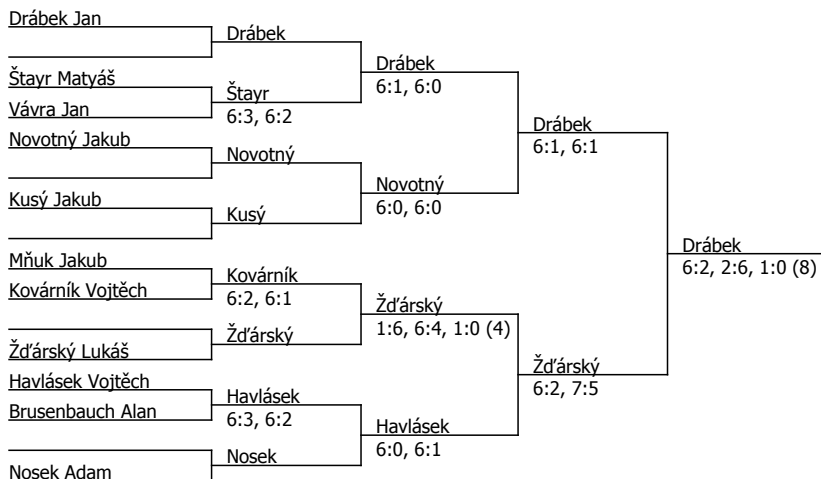 Drábek Jan
Štayr Matyáš
Vávra Jan
Novotný Jakub
Kusý Jakub
Mňuk Jakub
Kovárník Vojtěch
Žďárský Lukáš
Havlásek Vojtěch
Brusenbauch Alan
Nosek Adam
Drábek
Štayr
6:3, 6:2
Novotný
Kusý
Kovárník
6:2, 6:1
Žďárský
Havlásek
6:3, 6:2
Nosek
Drábek
6:1, 6:0
Novotný
6:0, 6:0
Žďárský
1:6, 6:4, 1:0 (4)
Havlásek
6:0, 6:1
Drábek
6:1, 6:1
Žďárský
6:2, 7:5
Drábek
6:2, 2:6, 1:0 (8)